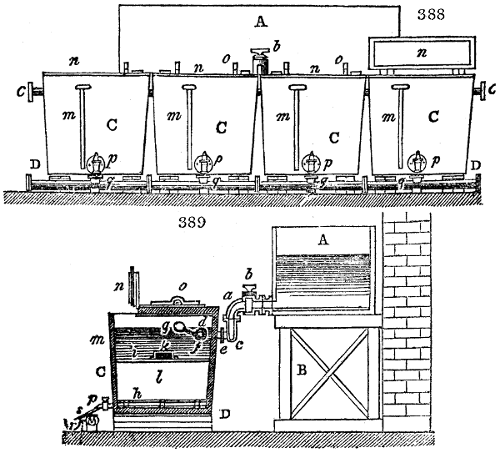 A 388
n o b n o n
C m C m C m C m C C
p p p p
D q q q q D
389
A
b
n o a
g d
m f e c
i k
C l B
p h
s D
r